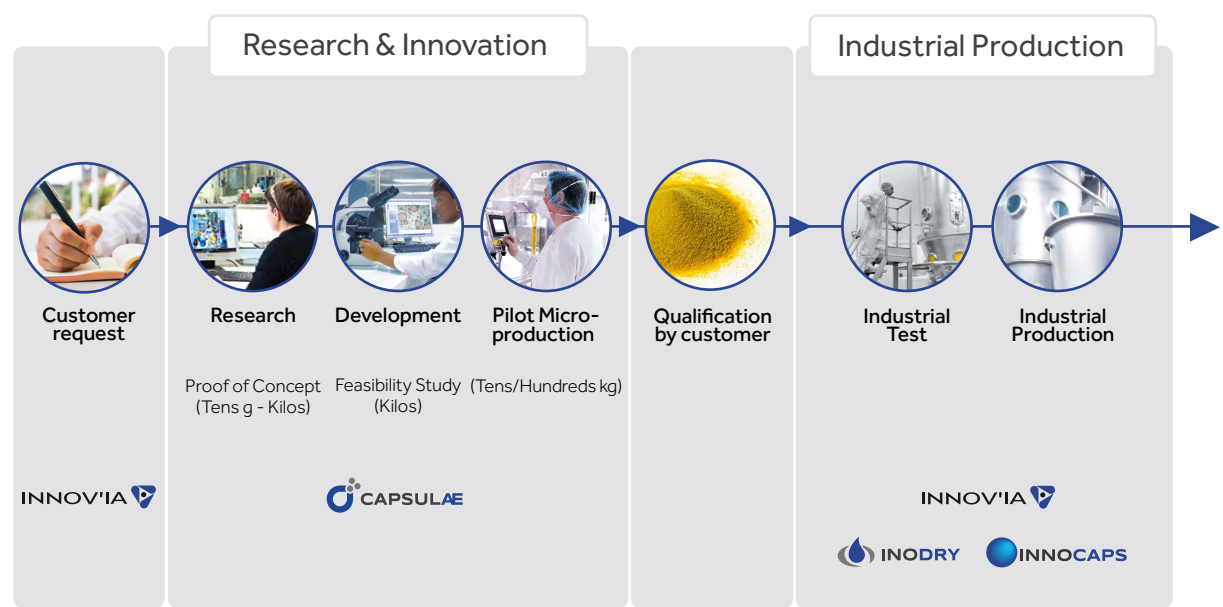 Research & Innovation
Industrial Production
Customer
request
Research
Development
Pilot Micro-
production
Qualification
by customer
Industrial
Test
Industrial
Production
Proof of Concept
(Tens g - Kilos)
Feasibility Study
(Kilos)
(Tens/Hundreds kg)
INNOV'IA
CAPSULAE
INNOV'IA
INODRY
INNOCAPS